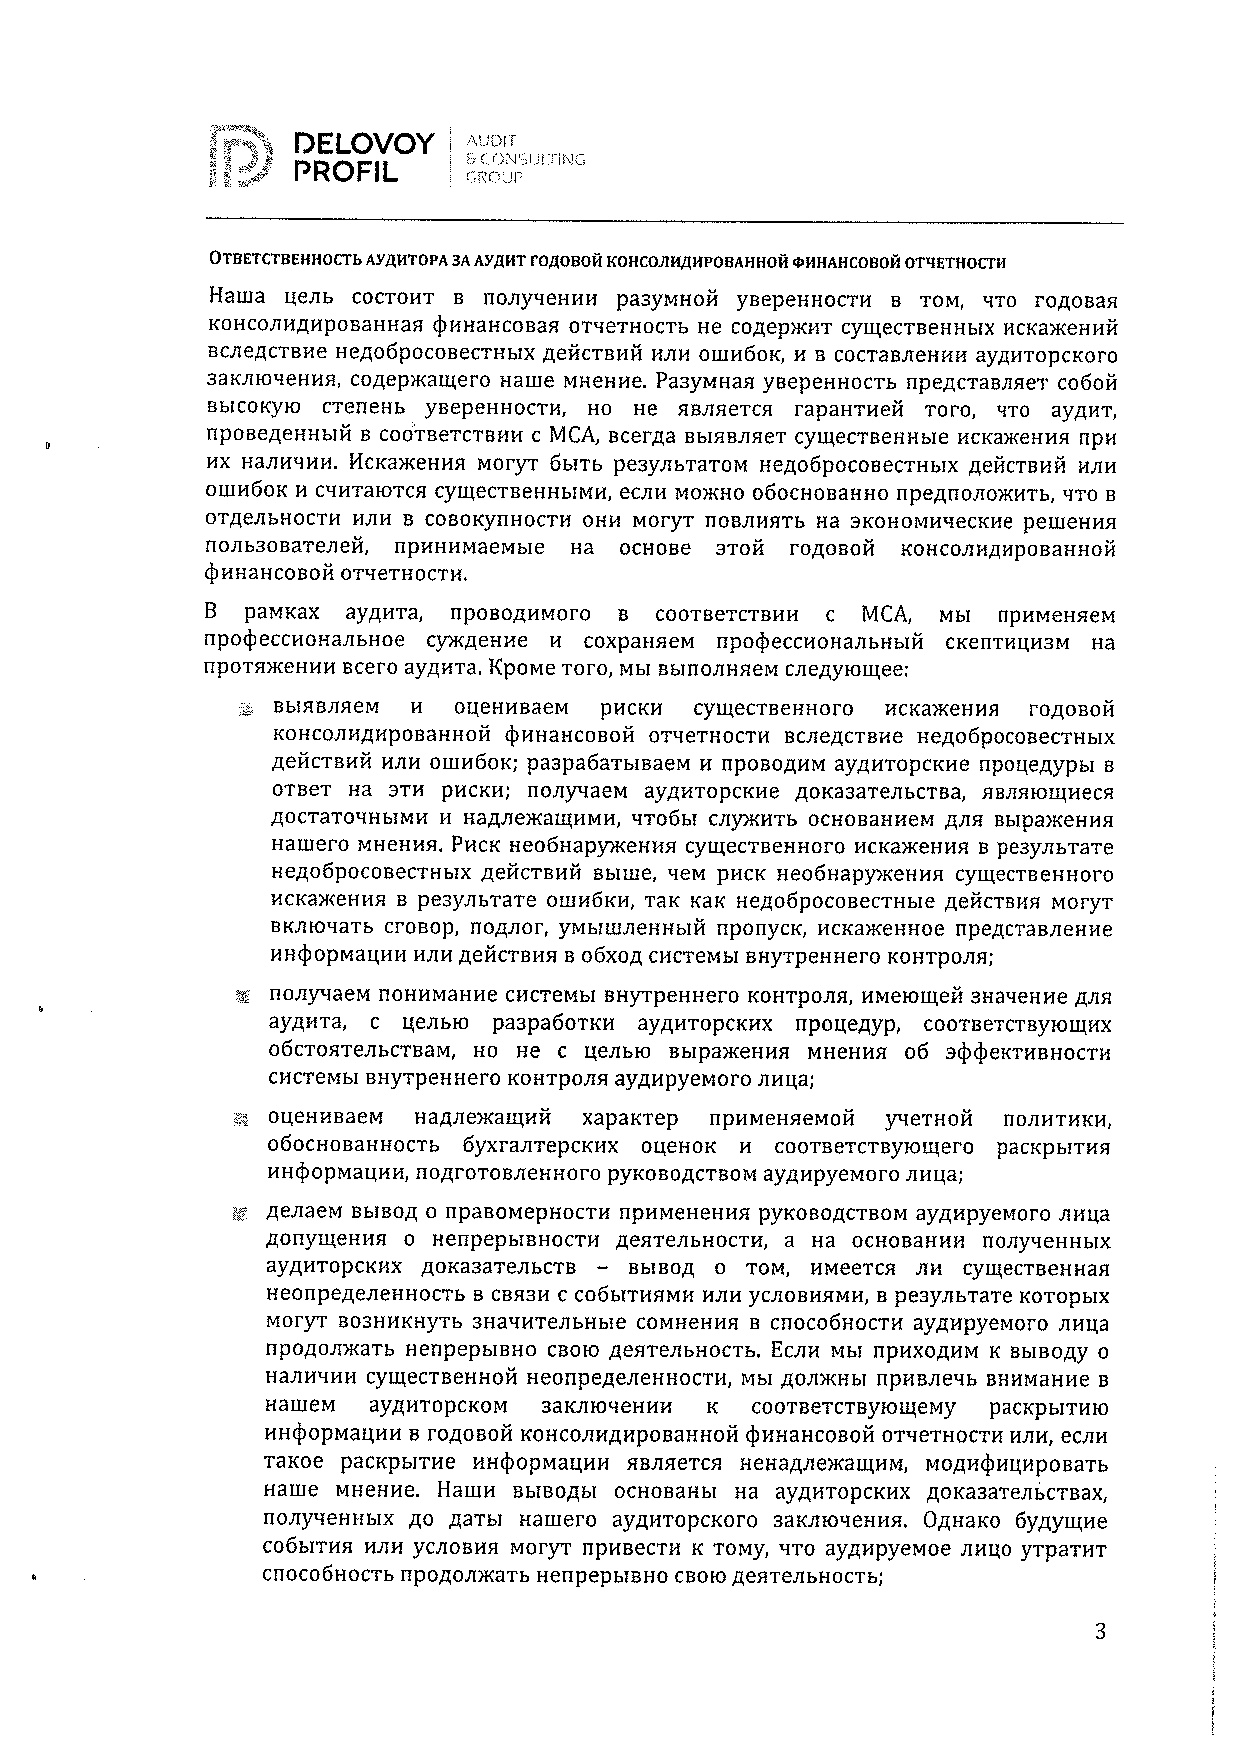 DELOVOY
PROFIL
AUDIT
& CONSULTING
GROUP
ОТВЕТСТВЕННОСТЬ АУДИТОРА ЗА АУДИТ ГОДОВОЙ КОНСОЛИДИРОВАННОЙ ФИНАНСОВОЙ ОТЧЕТНОСТИ
Наша цель состоит в получении разумной уверенности в том, что годовая
консолидированная финансовая отчетность не содержит существенных искажений
вследствие недобросовестных действий или ошибок, и в составлении аудиторского
заключения, содержащего наше мнение. Разумная уверенность представляет собой
высокую степень уверенности, но не является гарантией того, что аудит,
проведенный в соответствии с МСА, всегда выявляет существенные искажения при
их наличии. Искажения могут быть результатом недобросовестных действий или
ошибок и считаются существенными, если можно обоснованно предположить, что в
отдельности или в совокупности они могут повлиять на экономические решения
пользователей, принимаемые на основе этой годовой консолидированной
финансовой отчетности.
В рамках аудита, проводимого в соответствии с МСА, мы применяем
профессиональное суждение и сохраняем профессиональный скептицизм на
протяжении всего аудита. Кроме того, мы выполняем следующее:
выявляем и оцениваем риски существенного искажения годовой
консолидированной финансовой отчетности вследствие недобросовестных
действий или ошибок; разрабатываем и проводим аудиторские процедуры в
ответ на эти риски; получаем аудиторские доказательства, являющиеся
достаточными и надлежащими, чтобы служить основанием для выражения
нашего мнения. Риск необнаружения существенного искажения в результате
недобросовестных действий выше, чем риск необнаружения существенного
искажения в результате ошибки, так как недобросовестные действия могут
включать сговор, подлог, умышленный пропуск, искаженное представление
информации или действия в обход системы внутреннего контроля;
получаем понимание системы внутреннего контроля, имеющей значение для
аудита, с целью разработки аудиторских процедур, соответствующих
обстоятельствам, но не с целью выражения мнения об эффективности
системы внутреннего контроля аудируемого лица;
оцениваем надлежащий характер применяемой учетной политики,
обоснованность бухгалтерских оценок и соответствующего раскрытия
информации, подготовленного руководством аудируемого лица;
делаем вывод о правомерности применения руководством аудируемого лица
допущения о непрерывности деятельности, а на основании полученных
аудиторских доказательств – вывод о том, имеется ли существенная
неопределенность в связи с событиями или условиями, в результате которых
могут возникнуть значительные сомнения в способности аудируемого лица
продолжать непрерывно свою деятельность. Если мы приходим к выводу о
наличии существенной неопределенности, мы должны привлечь внимание в
нашем аудиторском заключении к соответствующему раскрытию
информации в годовой консолидированной финансовой отчетности или, если
такое раскрытие информации является ненадлежащим, модифицировать
наше мнение. Наши выводы основаны на аудиторских доказательствах,
полученных до даты нашего аудиторского заключения. Однако будущие
события или условия могут привести к тому, что аудируемое лицо утратит
способность продолжать непрерывно свою деятельность;
3